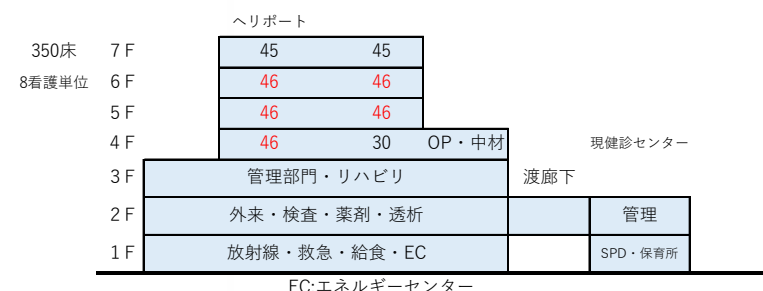 ヘリポート
350床 7F 45 45
8看護単位 6F 46 46
5F 46 46
4F 46 30 OP・中材 現健診センター
3F 管理部門・リハビリ 渡廊下
2F 外来・検査・薬剤・透析 管理
1F 放射線・救急・給食・EC SPD・保育所
EC:エネルギーセンター